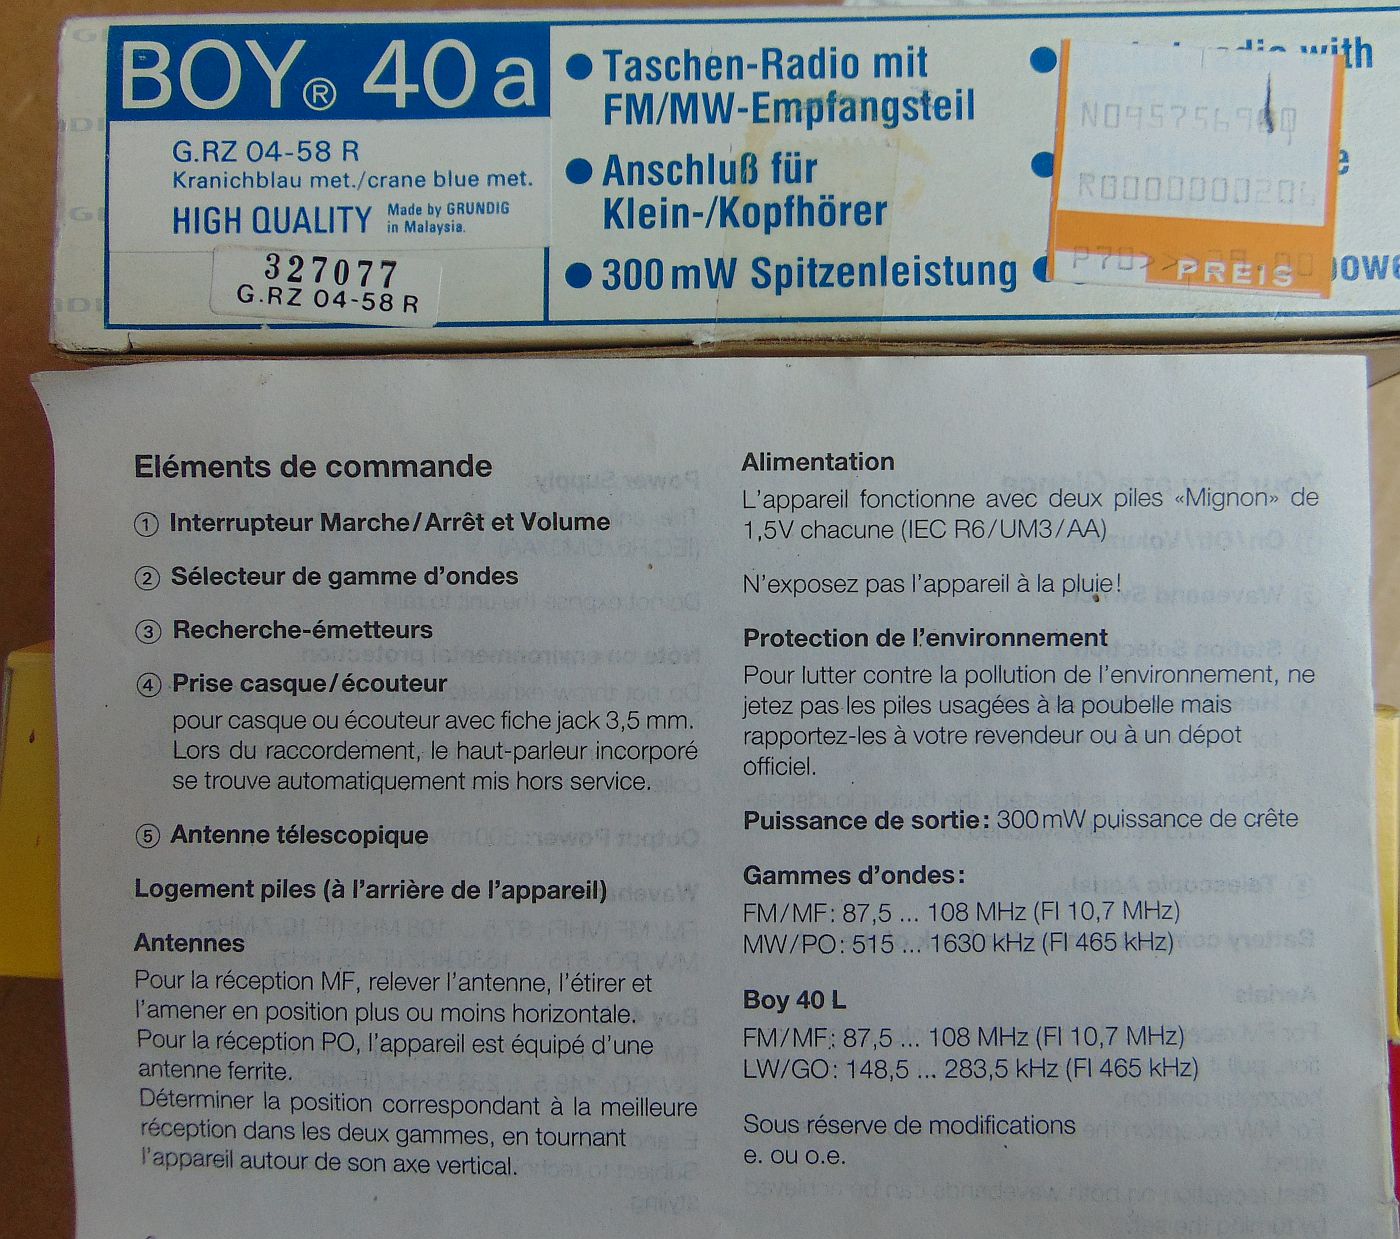 BOY® 40 a
G.RZ 04-58 R
Kranichblau met./crane blue met.
HIGH QUALITY Made by GRUNDIG
in Malaysia.
327077
G.RZ 04-58 R
● Taschen-Radio mit
FM/MW-Empfangsteil
● Anschluß für
Klein-/Kopfhörer
● 300 mW Spitzenleistung
radio with
PREIS
Eléments de commande
① Interrupteur Marche/Arrêt et Volume
② Sélecteur de gamme d'ondes
③ Recherche-émetteurs
④ Prise casque/écouteur
pour casque ou écouteur avec fiche jack 3,5 mm.
Lors du raccordement, le haut-parleur incorporé
se trouve automatiquement mis hors service.
⑤ Antenne télescopique
Logement piles (à l'arrière de l'appareil)
Antennes
Pour la réception MF, relever l'antenne, l'étirer et
l'amener en position plus ou moins horizontale.
Pour la réception PO, l'appareil est équipé d'une
antenne ferrite.
Déterminer la position correspondant à la meilleure
réception dans les deux gammes, en tournant
l'appareil autour de son axe vertical.
Alimentation
L'appareil fonctionne avec deux piles «Mignon» de
1,5V chacune (IEC R6/UM3/AA)
N'exposez pas l'appareil à la pluie!
Protection de l'environnement
Pour lutter contre la pollution de l'environnement, ne
jetez pas les piles usagées à la poubelle mais
rapportez-les à votre revendeur ou à un dépot
officiel.
Puissance de sortie: 300 mW puissance de crête
Gammes d'ondes:
FM/MF: 87,5 ... 108 MHz (FI 10,7 MHz)
MW/PO: 515 ... 1630 kHz (FI 465 kHz)
Boy 40 L
FM/MF: 87,5 ... 108 MHz (FI 10,7 MHz)
LW/GO: 148,5 ... 283,5 kHz (FI 465 kHz)
Sous réserve de modifications
e. ou o.e.